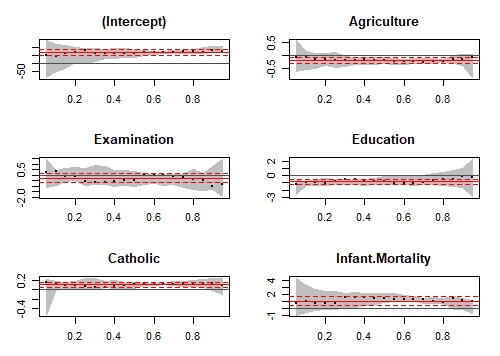 (Intercept)
-50
0.2 0.4 0.6 0.8
Agriculture
0.5
-0.5
0.2 0.4 0.6 0.8
Examination
0.5
-2.0
0.2 0.4 0.6 0.8
Education
2
0
-3
0.2 0.4 0.6 0.8
Catholic
0.2
-0.4
0.2 0.4 0.6 0.8
Infant.Mortality
4
2
-1
0.2 0.4 0.6 0.8